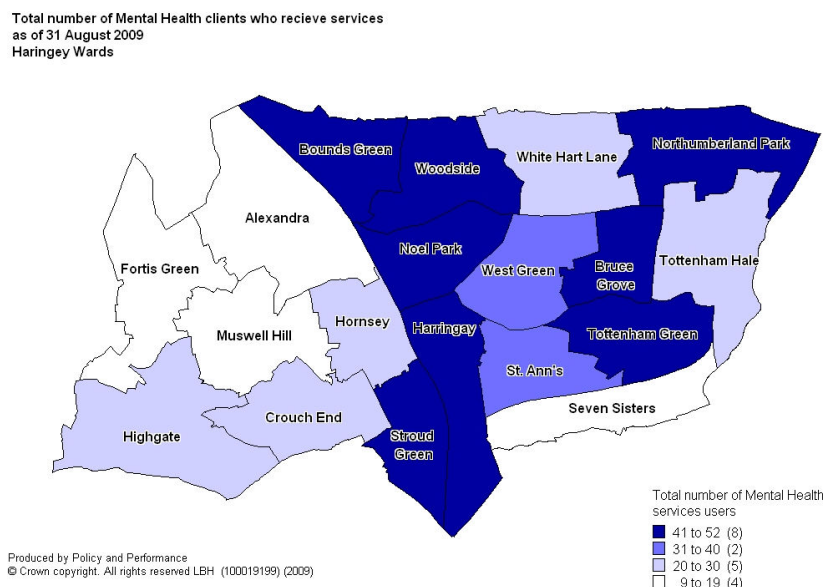 Total number of Mental Health clients who recieve services
as of 31 August 2009
Haringey Wards
Bounds Green
Woodside
White Hart Lane
Northumberland Park
Alexandra
Noel Park
West Green
Bruce
Grove
Tottenham Hale
Fortis Green
Muswell Hill
Hornsey
Harringay
Tottenham Green
St. Ann's
Seven Sisters
Highgate
Crouch End
Stroud
Green
Total number of Mental Health
services users
41 to 52 (8)
31 to 40 (2)
20 to 30 (5)
9 to 19 (4)
Produced by Policy and Performance
© Crown copyright. All rights reserved LBH (100019199) (2009)